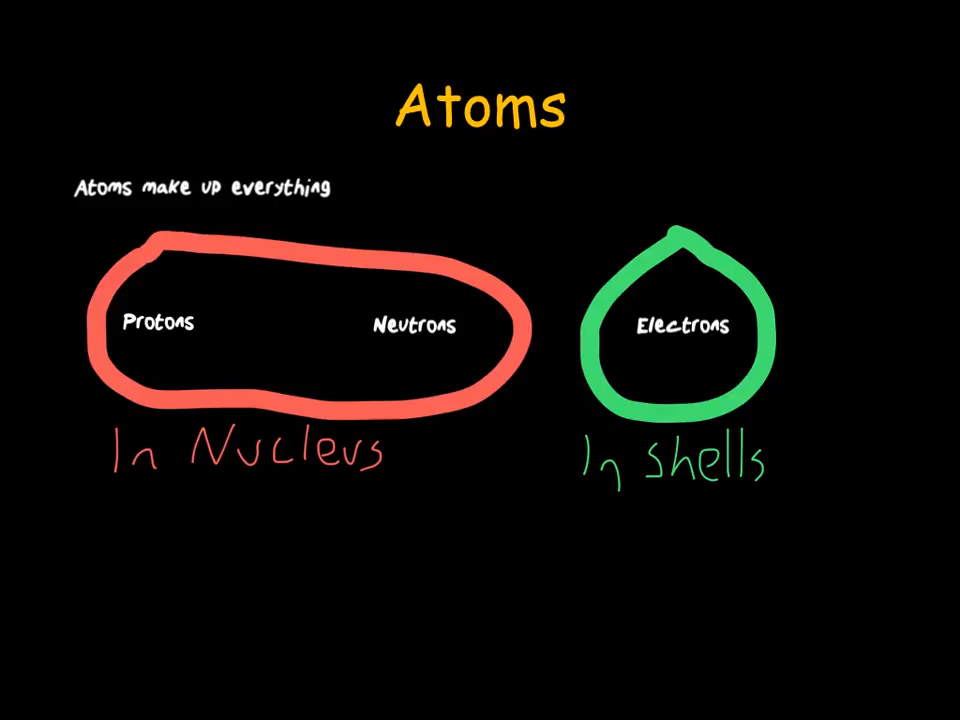 Atoms
Atoms make up everything
Protons Neutrons Electrons
In Nucleus In shells